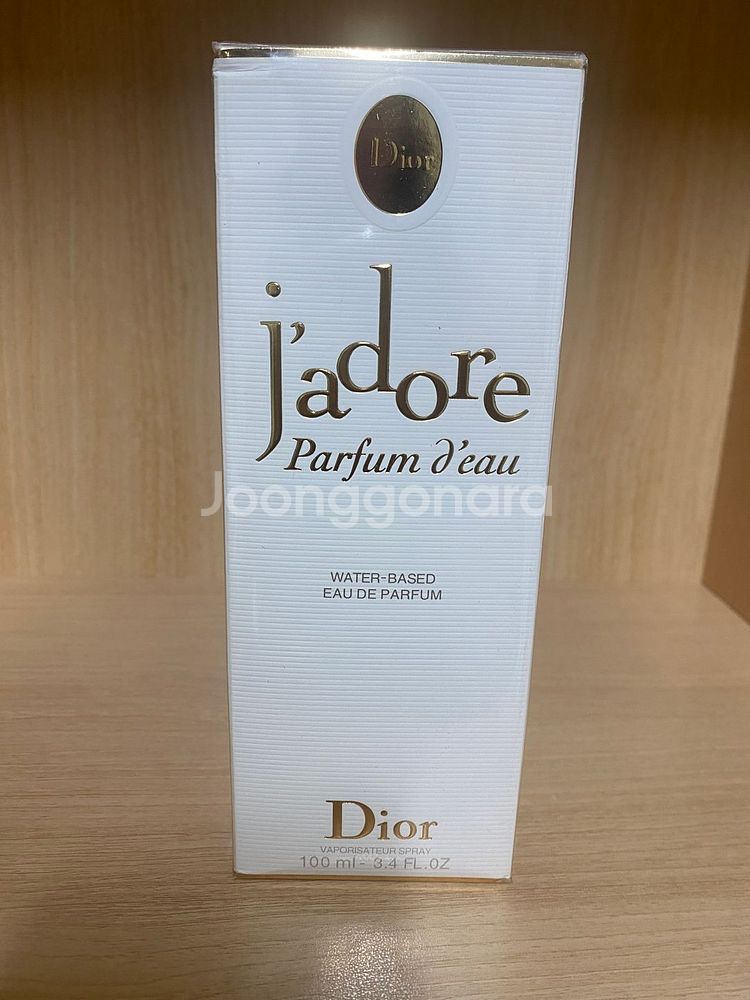 Dior
j'adore
Parfum d'eau
Joonggonara
WATER-BASED
EAU DE PARFUM
Dior
VAPORISATEUR SPRAY
100 ml - 3.4 FL.OZ